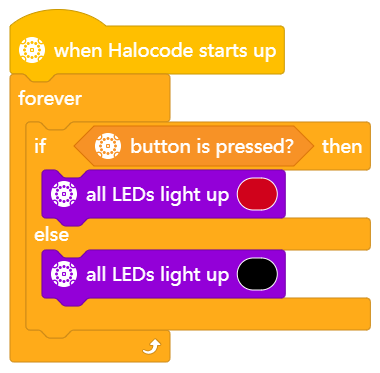 when Halocode starts up
forever
if button is pressed? then
all LEDs light up
else
all LEDs light up